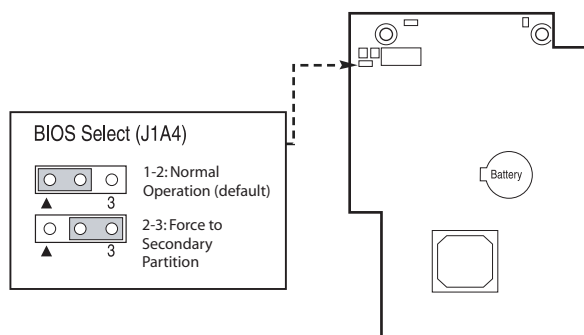 BIOS Select (J1A4)
1-2: Normal
Operation (default)
3
2-3: Force to
Secondary
Partition
3
Battery